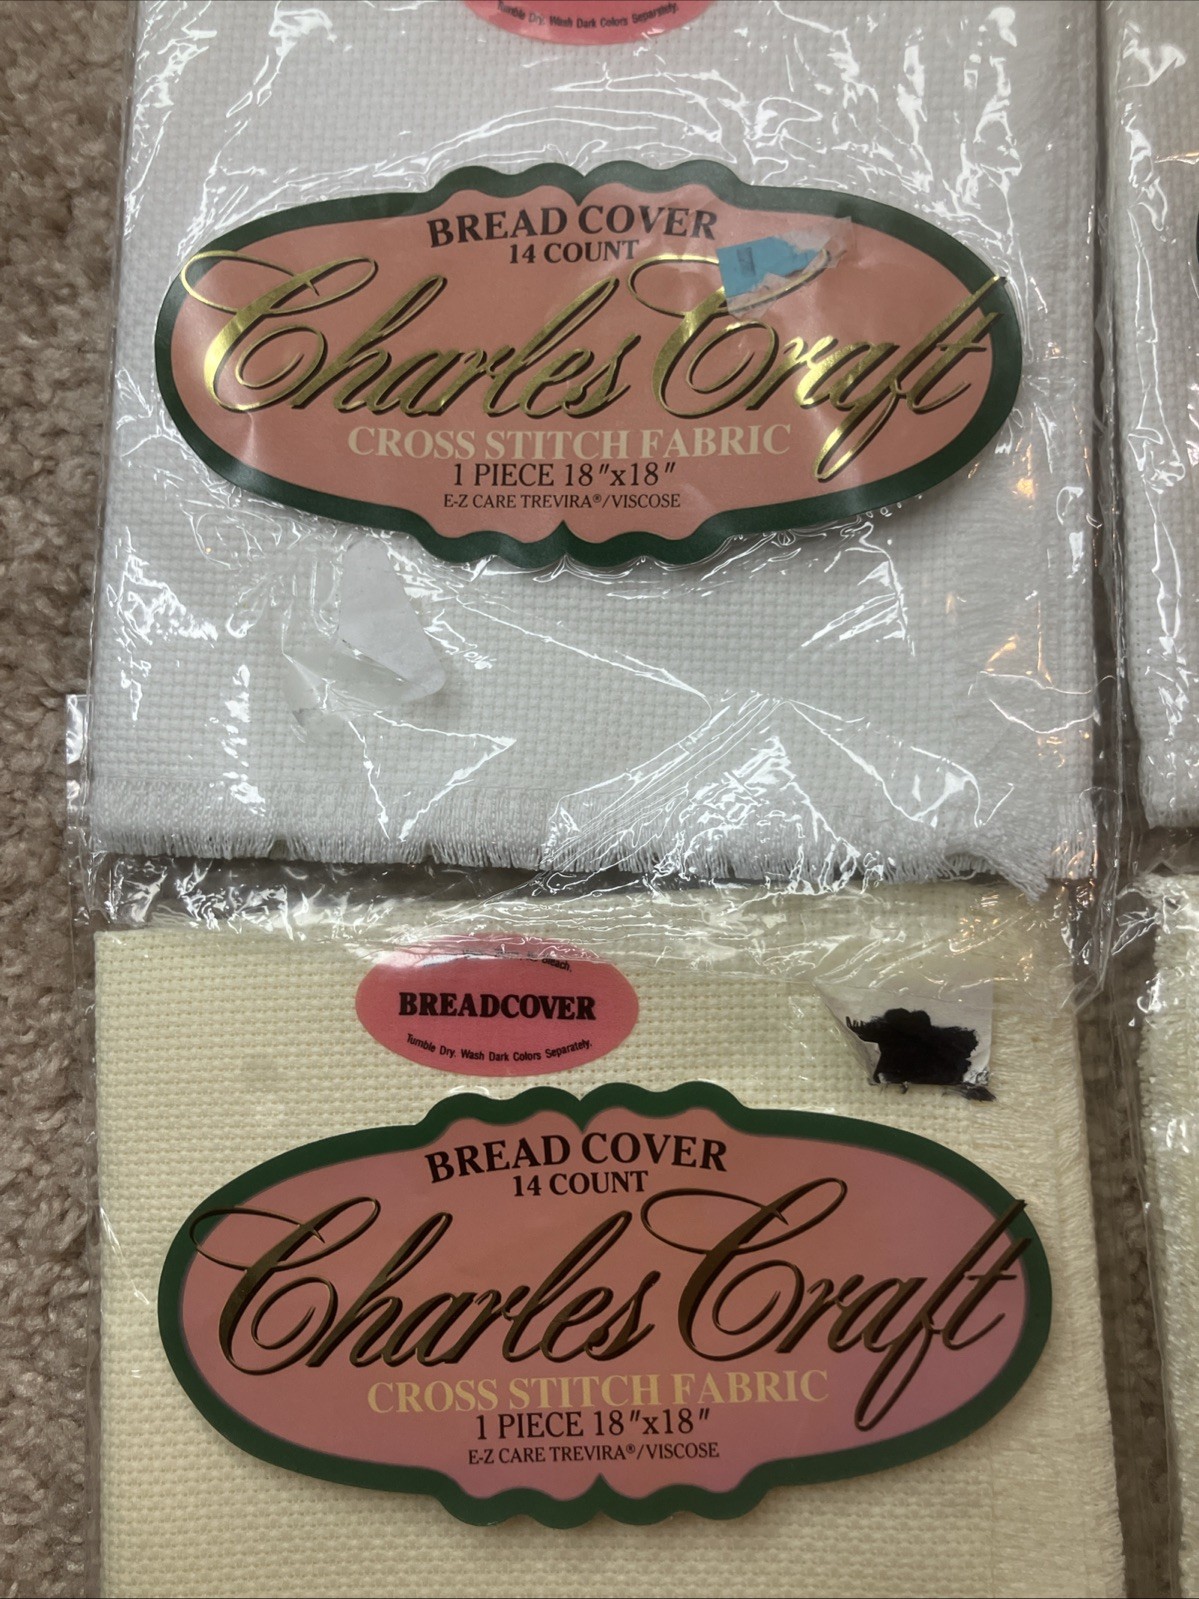 Tumble Dry. Wash Dark Colors Separately.
BREAD COVER
14 COUNT
Charles Craft
CROSS STITCH FABRIC
1 PIECE 18"x18"
E-Z CARE TREVIRA®/VISCOSE
Bleach.
BREADCOVER
Tumble Dry. Wash Dark Colors Separately.
BREAD COVER
14 COUNT
Charles Craft
CROSS STITCH FABRIC
1 PIECE 18"x18"
E-Z CARE TREVIRA®/VISCOSE